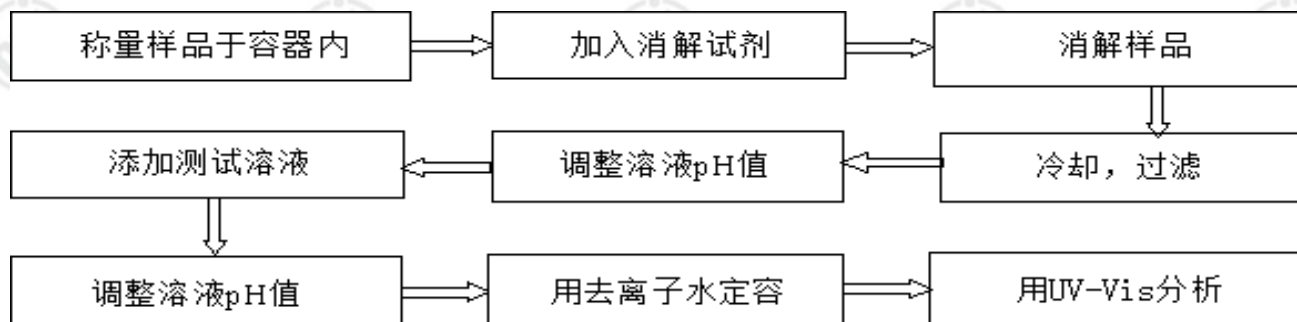 称量样品于容器内
加入消解试剂
消解样品
冷却，过滤
调整溶液pH值
添加测试溶液
调整溶液pH值
用去离子水定容
用UV-Vis分析